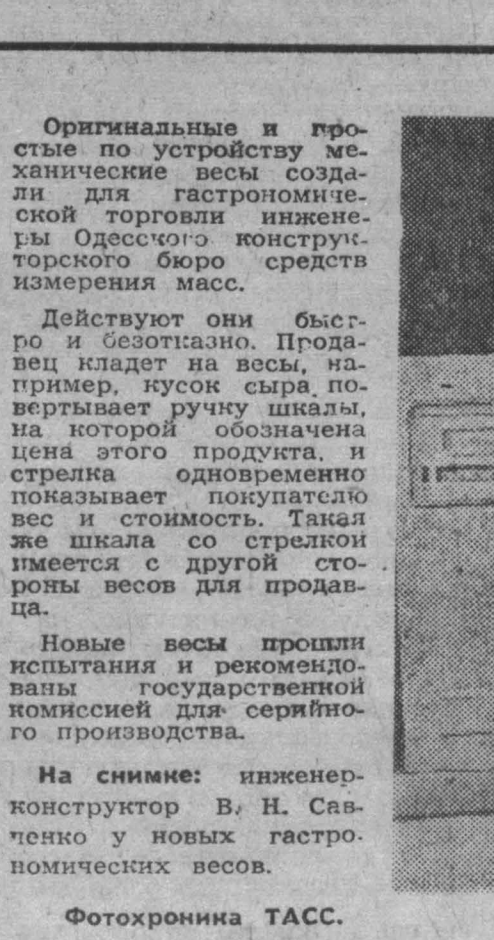 Оригинальные и про-
стые по устройству ме-
ханические весы созда-
ли для гастрономиче-
ской торговли инжене-
ры Одесского конструк-
торского бюро средств
измерения масс.
Действуют они быст-
ро и безотказно. Прода-
вец кладет на весы, на-
пример, кусок сыра, по-
вертывает ручку шкалы,
на которой обозначена
цена этого продукта, и
стрелка одновременно
показывает покупателю
вес и стоимость. Такая
же шкала со стрелкой
имеется с другой сто-
роны весов для продав-
ца.
Новые весы прошли
испытания и рекомендо-
ваны государственной
комиссией для серийно-
го производства.
На снимке: инженер-
конструктор В. Н. Сав-
ченко у новых гастро-
номических весов.
Фотохроника ТАСС.